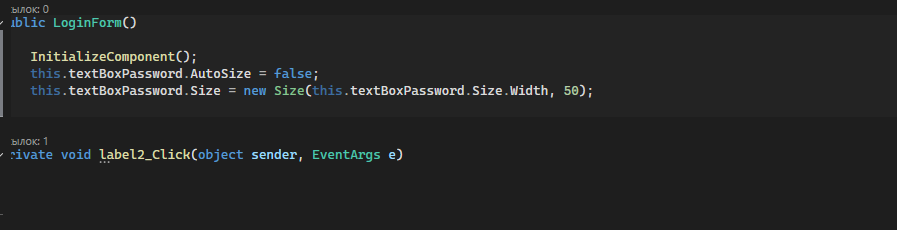 ылок: 0
ublic LoginForm()
InitializeComponent();
this.textBoxPassword.AutoSize = false;
this.textBoxPassword.Size = new Size(this.textBoxPassword.Size.Width, 50);
ылок: 1
rivate void label2_Click(object sender, EventArgs e)